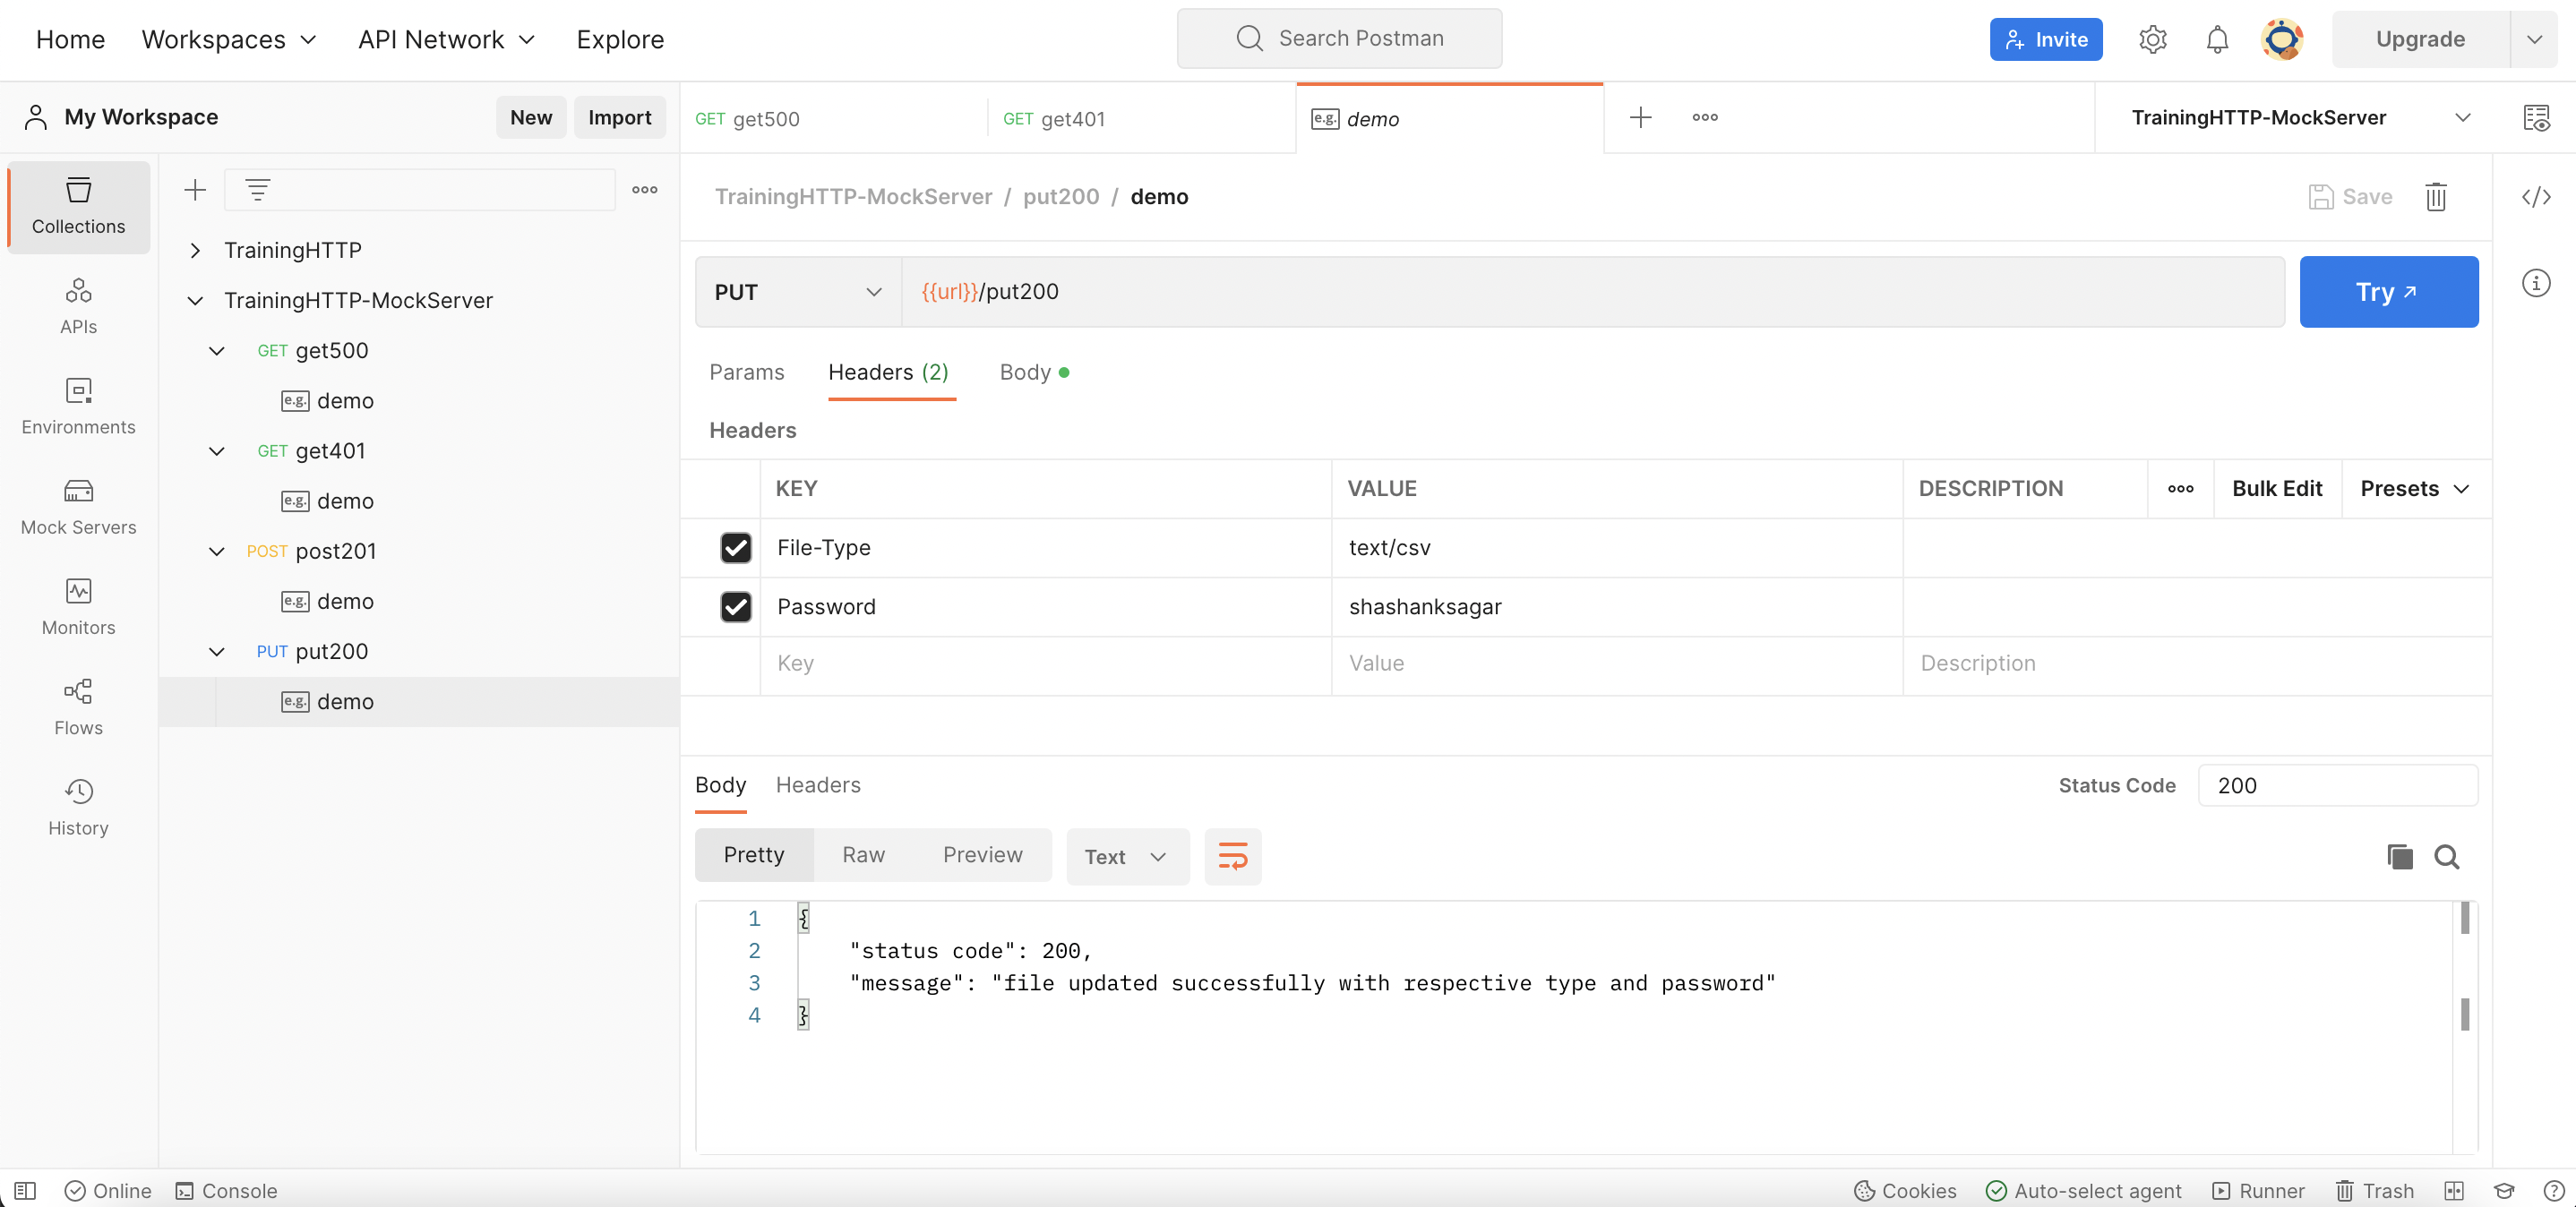 Home Workspaces API Network Explore Search Postman Invite Upgrade
My Workspace New Import GET get500 GET get401 e.g. demo TrainingHTTP-MockServer
Collections
APIs
Environments
Mock Servers
Monitors
Flows
History
TrainingHTTP
TrainingHTTP-MockServer
GET get500
e.g. demo
GET get401
e.g. demo
POST post201
e.g. demo
PUT put200
e.g. demo
TrainingHTTP-MockServer / put200 / demo Save
PUT {{url}}/put200 Try
Params Headers (2) Body
Headers
KEY VALUE DESCRIPTION Bulk Edit Presets
File-Type text/csv
Password shashanksagar
Key Value Description
Body Headers Status Code 200
Pretty Raw Preview Text
1 {
2 "status code": 200,
3 "message": "file updated successfully with respective type and password"
4 }
Online Console Cookies Auto-select agent Runner Trash